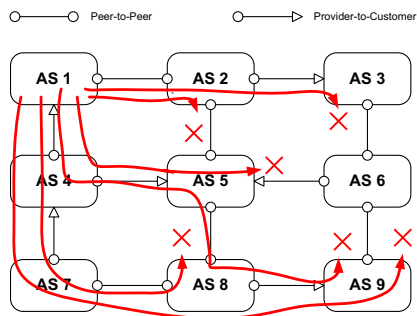 Peer-to-Peer Provider-to-Customer
AS 1 AS 2 AS 3
AS 4 AS 5 AS 6
AS 7 AS 8 AS 9